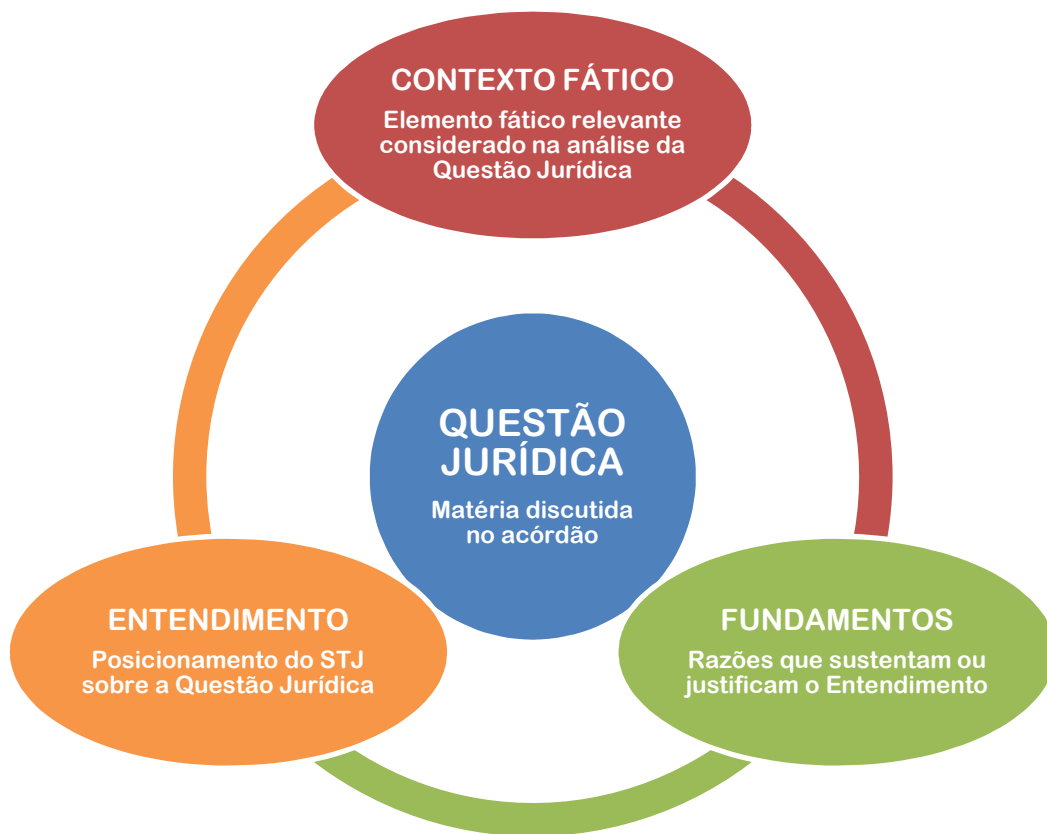 CONTEXTO FÁTICO
Elemento fático relevante
considerado na análise da
Questão Jurídica
QUESTÃO
JURÍDICA
Matéria discutida
no acórdão
ENTENDIMENTO
Posicionamento do STJ
sobre a Questão Jurídica
FUNDAMENTOS
Razões que sustentam ou
justificam o Entendimento